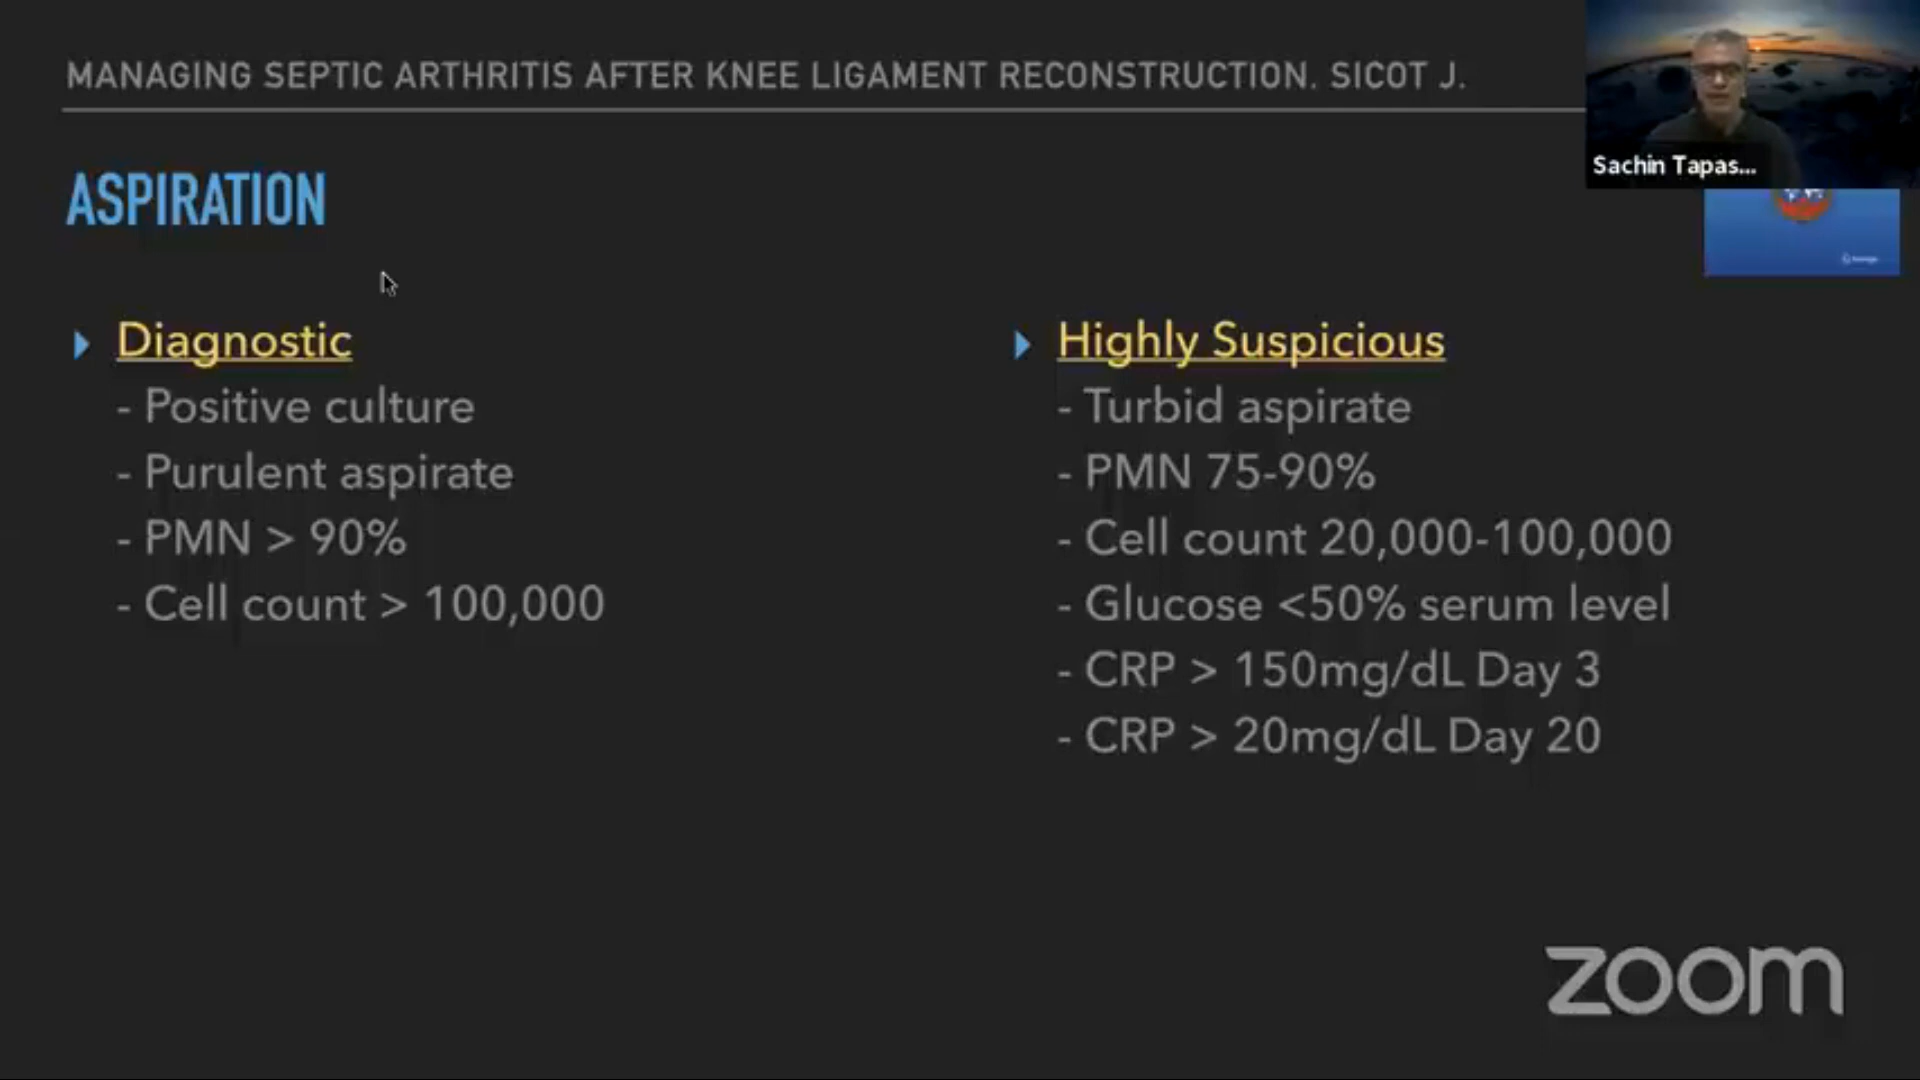 MANAGING SEPTIC ARTHRITIS AFTER KNEE LIGAMENT RECONSTRUCTION. SICOT J.
Sachin Tapas...
ASPIRATION
Diagnostic
- Positive culture
- Purulent aspirate
- PMN > 90%
- Cell count > 100,000
Highly Suspicious
- Turbid aspirate
- PMN 75-90%
- Cell count 20,000-100,000
- Glucose <50% serum level
- CRP > 150mg/dL Day 3
- CRP > 20mg/dL Day 20
zoom